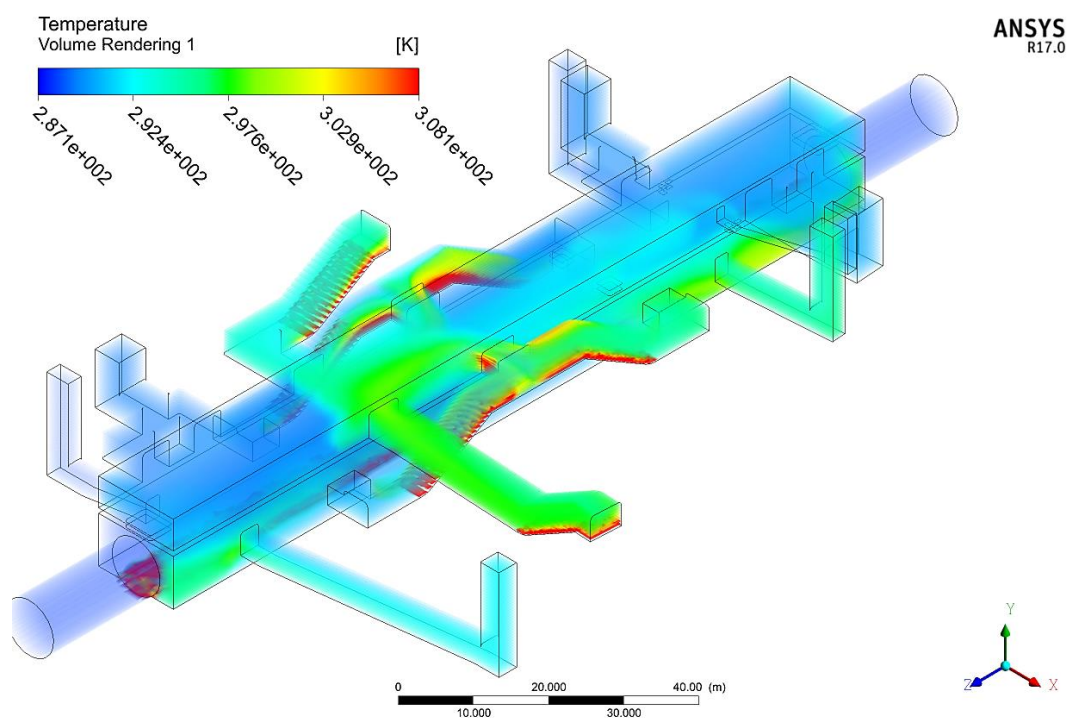 Temperature
Volume Rendering 1
[K]
ANSYS
R17.0
2.871e+002
2.924e+002
2.976e+002
3.029e+002
3.081e+002
Y
Z
X
0
20.000
40.00
(m)
10.000
30.000